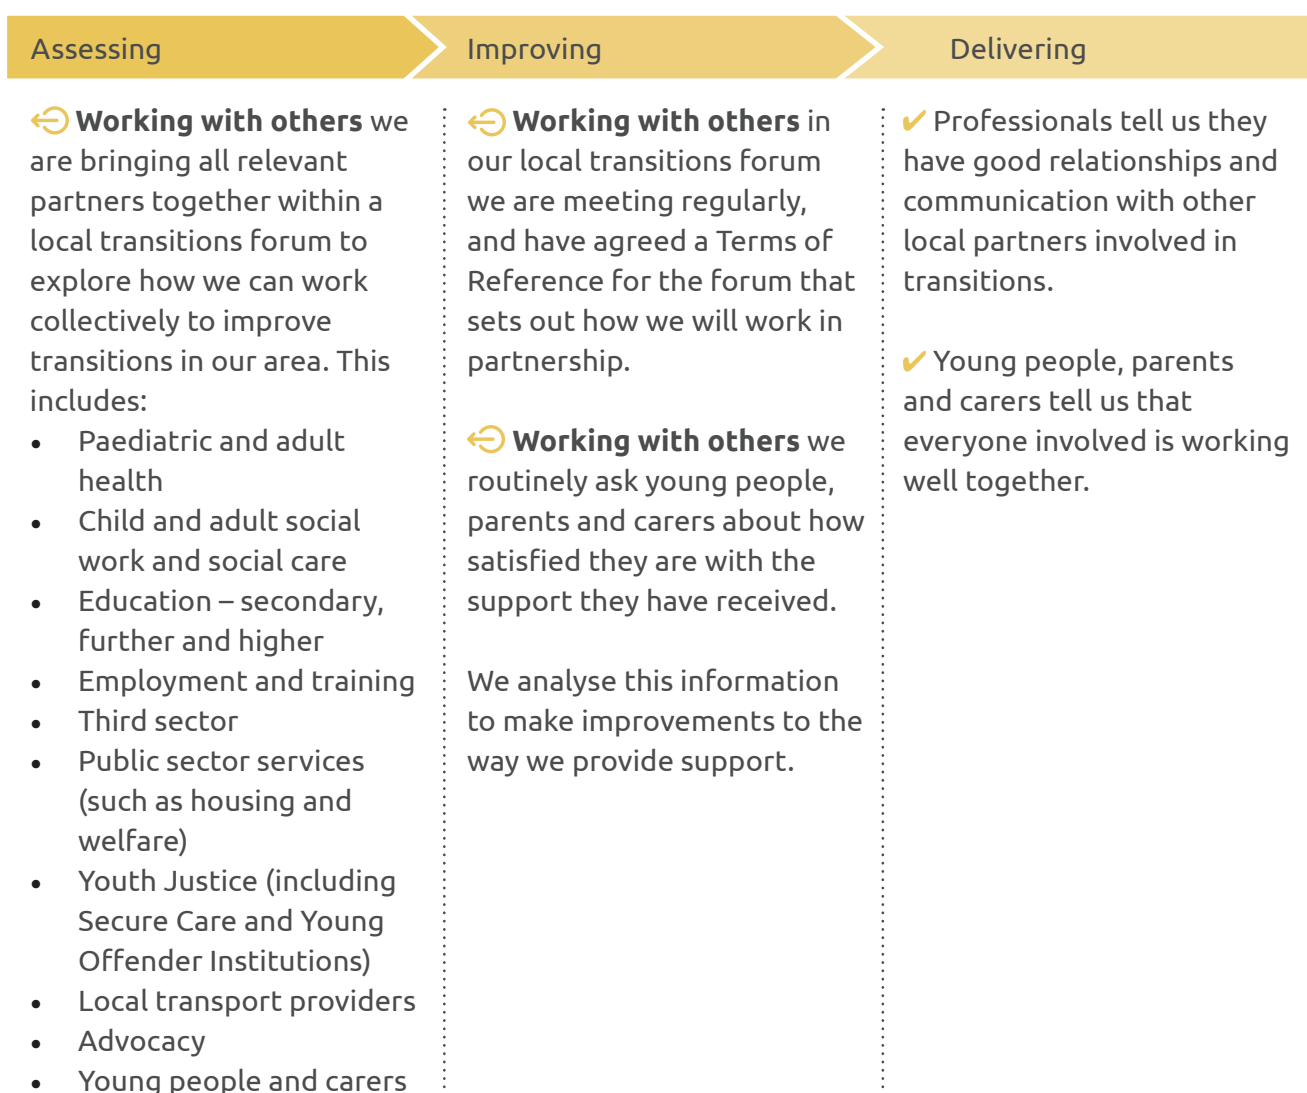 Assessing
Improving
Delivering
Working with others we
are bringing all relevant
partners together within a
local transitions forum to
explore how we can work
collectively to improve
transitions in our area. This
includes:
• Paediatric and adult
health
• Child and adult social
work and social care
• Education – secondary,
further and higher
• Employment and training
• Third sector
• Public sector services
(such as housing and
welfare)
• Youth Justice (including
Secure Care and Young
Offender Institutions)
• Local transport providers
• Advocacy
• Young people and carers
Working with others in
our local transitions forum
we are meeting regularly,
and have agreed a Terms of
Reference for the forum that
sets out how we will work in
partnership.
Working with others we
routinely ask young people,
parents and carers about how
satisfied they are with the
support they have received.
We analyse this information
to make improvements to the
way we provide support.
✔ Professionals tell us they
have good relationships and
communication with other
local partners involved in
transitions.
✔ Young people, parents
and carers tell us that
everyone involved is working
well together.